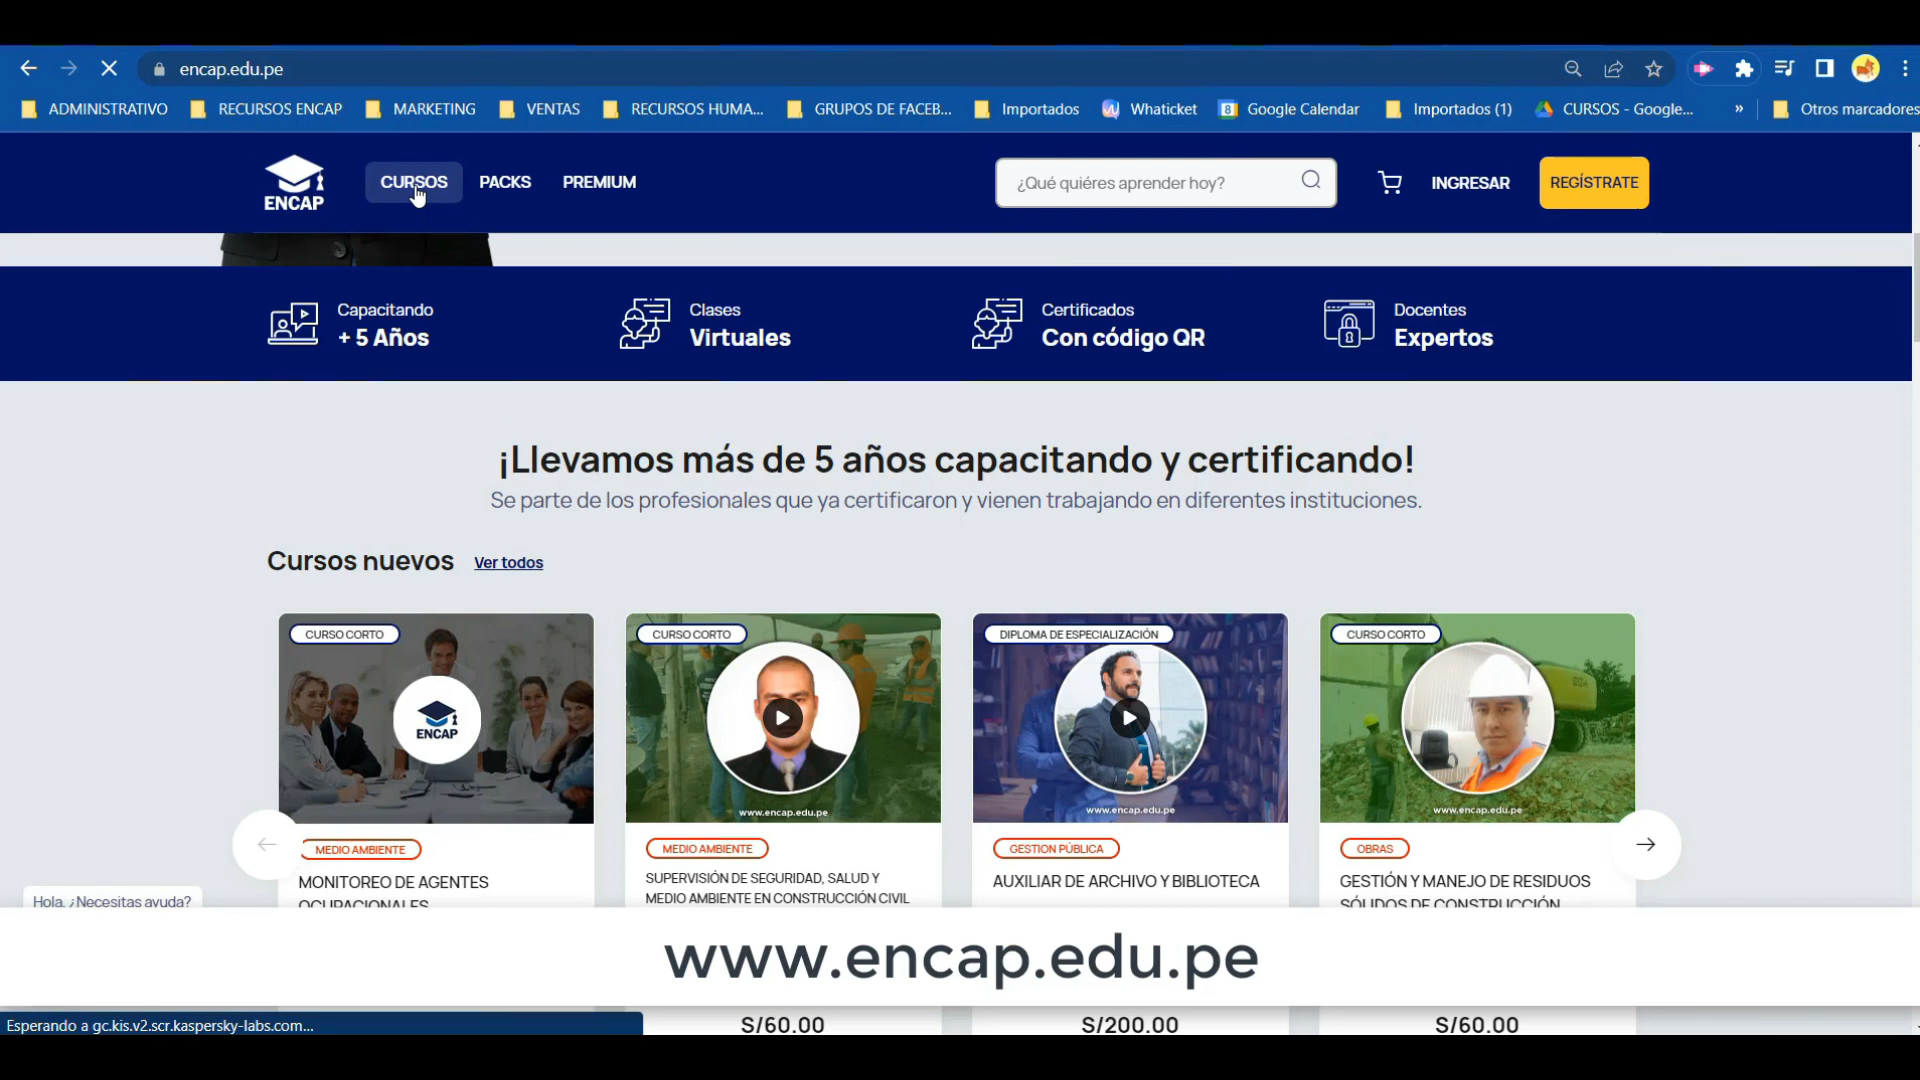 encap.edu.pe
ADMINISTRATIVO
RECURSOS ENCAP
MARKETING
VENTAS
RECURSOS HUMA...
GRUPOS DE FACEB...
Importados
Whaticket
8
Google Calendar
Importados (1)
CURSOS - Google...
»
Otros marcadores
ENCAP
CURSOS
PACKS
PREMIUM
¿Qué quiéres aprender hoy?
INGRESAR
REGÍSTRATE
Capacitando
+ 5 Años
Clases
Virtuales
Certificados
Con código QR
Docentes
Expertos
¡Llevamos más de 5 años capacitando y certificando!
Se parte de los profesionales que ya certificaron y vienen trabajando en diferentes instituciones.
Cursos nuevos
Ver todos
CURSO CORTO
ENCAP
MEDIO AMBIENTE
MONITOREO DE AGENTES
OCUPACIONALES
CURSO CORTO
www.encap.edu.pe
MEDIO AMBIENTE
SUPERVISIÓN DE SEGURIDAD, SALUD Y
MEDIO AMBIENTE EN CONSTRUCCIÓN CIVIL
DIPLOMA DE ESPECIALIZACIÓN
www.encap.edu.pe
GESTION PÚBLICA
AUXILIAR DE ARCHIVO Y BIBLIOTECA
CURSO CORTO
www.encap.edu.pe
OBRAS
GESTIÓN Y MANEJO DE RESIDUOS
SÓLIDOS DE CONSTRUCCIÓN
Hola, ¿Necesitas ayuda?
www.encap.edu.pe
Esperando a gc.kis.v2.scr.kaspersky-labs.com...
S/60.00
S/200.00
S/60.00